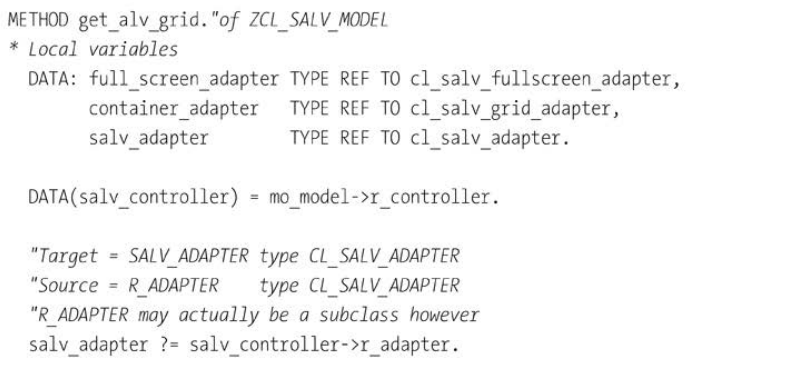 METHOD get_alv_grid."of ZCL_SALV_MODEL
* Local variables
  DATA: full_screen_adapter TYPE REF TO cl_salv_fullscreen_adapter,
        container_adapter   TYPE REF TO cl_salv_grid_adapter,
        salv_adapter        TYPE REF TO cl_salv_adapter.
  DATA(salv_controller) = mo_model->r_controller.
  "Target = SALV_ADAPTER type CL_SALV_ADAPTER
  "Source = R_ADAPTER    type CL_SALV_ADAPTER
  "R_ADAPTER may actually be a subclass however
  salv_adapter ?= salv_controller->r_adapter.